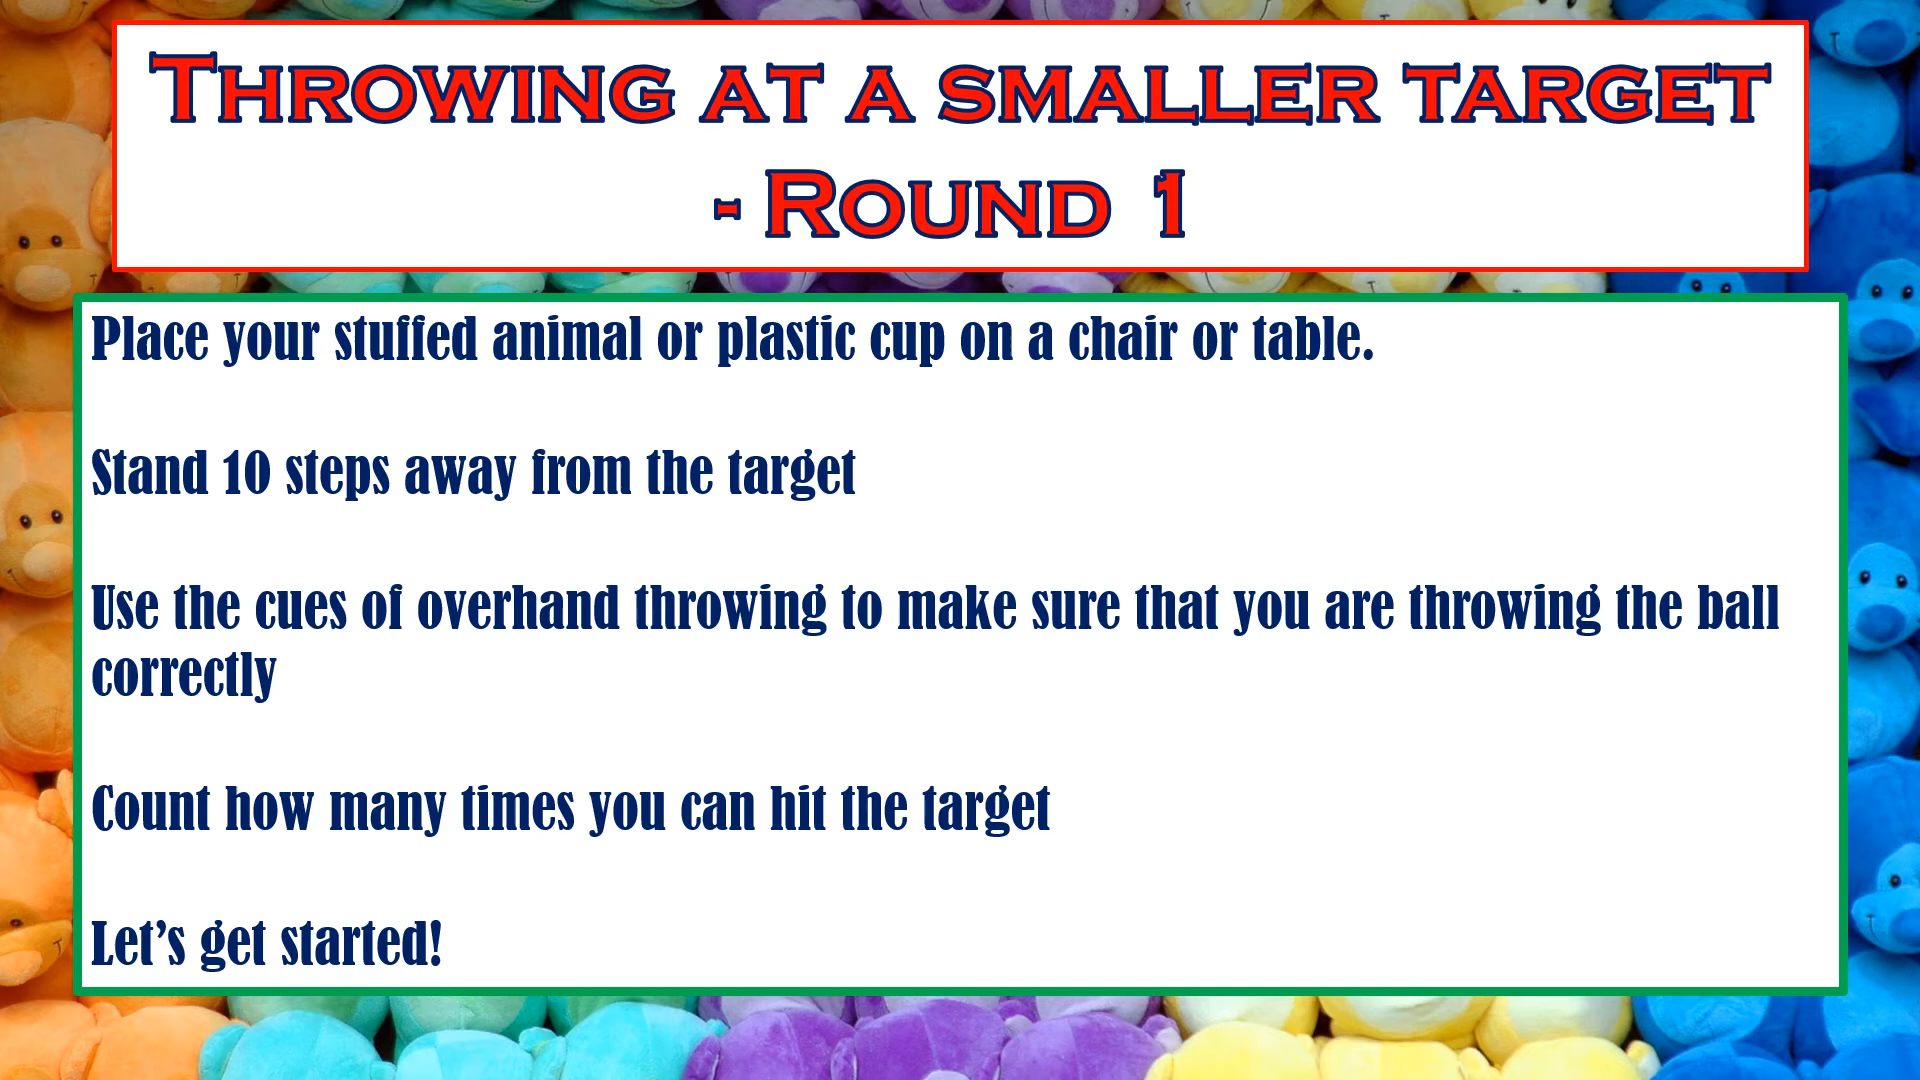 Throwing at a smaller target
- Round 1
Place your stuffed animal or plastic cup on a chair or table.
Stand 10 steps away from the target
Use the cues of overhand throwing to make sure that you are throwing the ball
correctly
Count how many times you can hit the target
Let’s get started!